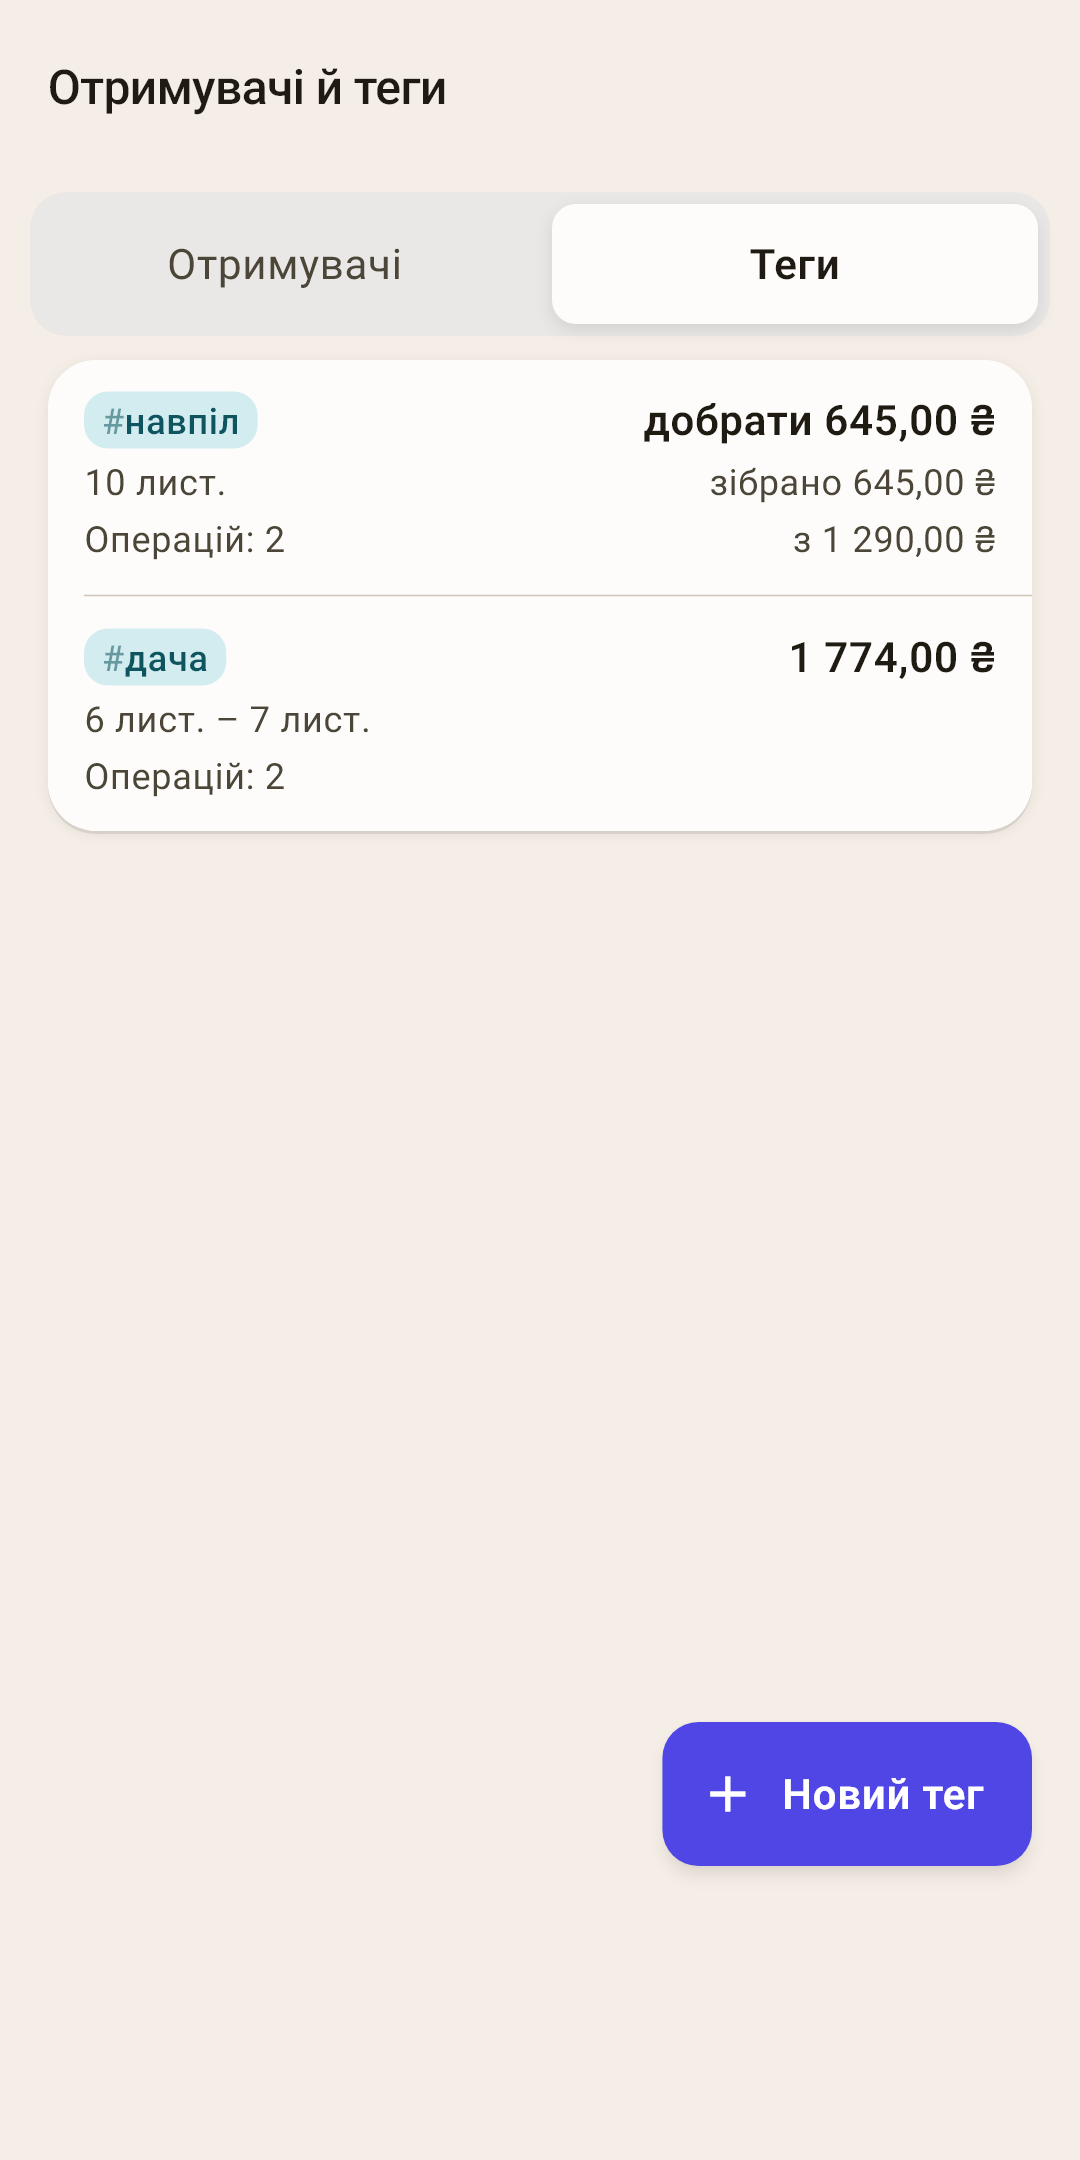 Отримувачі й теги
Отримувачі
Теги
#навпіл
добрати 645,00 ₴
10 лист.
зібрано 645,00 ₴
Операцій: 2
з 1 290,00 ₴
#дача
1 774,00 ₴
6 лист. – 7 лист.
Операцій: 2
+ Новий тег